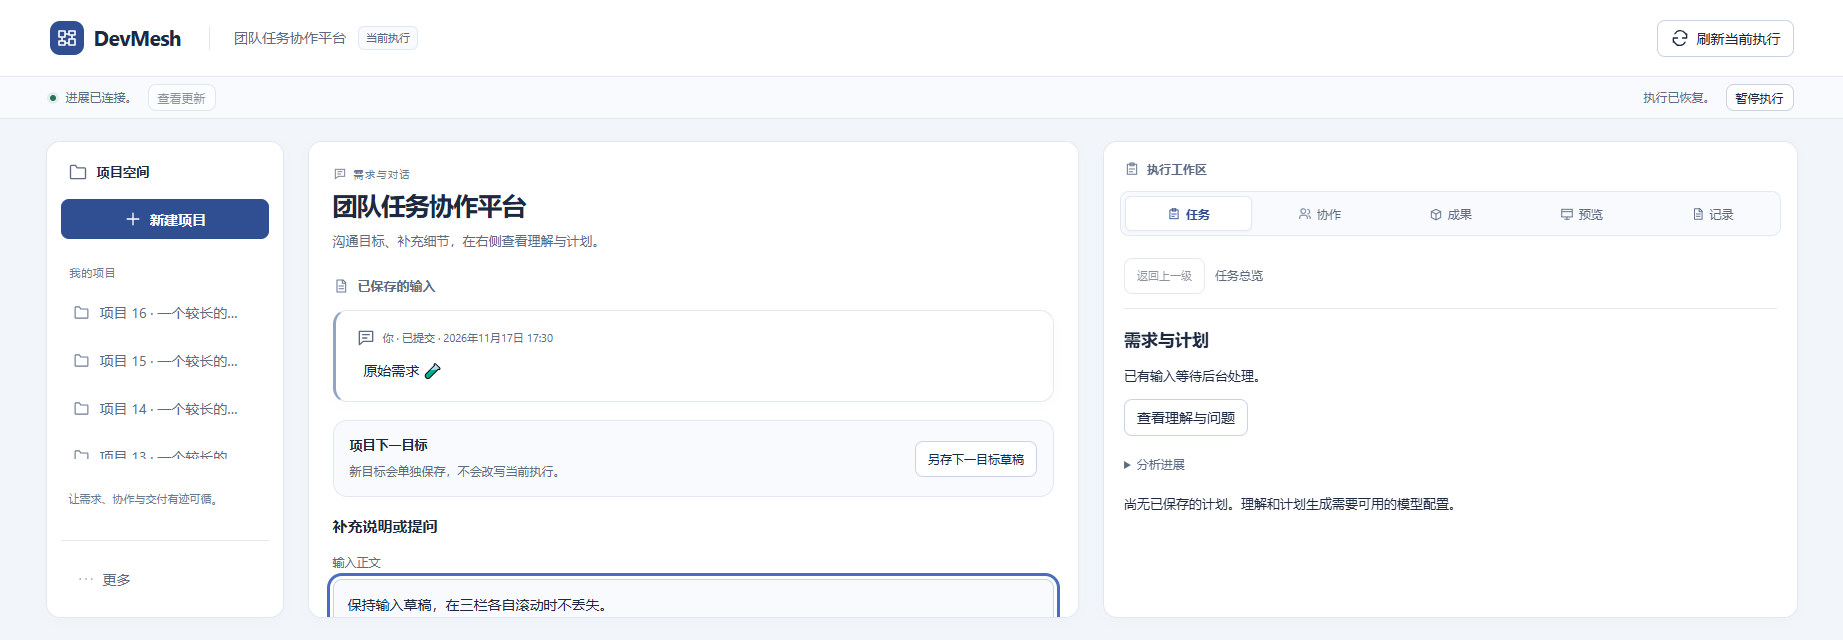 DevMesh
团队任务协作平台
当前执行
刷新当前执行
进展已连接。
查看更新
执行已恢复。
暂停执行
项目空间
新建项目
我的项目
项目 16 · 一个较长的...
项目 15 · 一个较长的...
项目 14 · 一个较长的...
项目 13 · 一个较长的
让需求、协作与交付有迹可循。
更多
需求与对话
团队任务协作平台
沟通目标、补充细节，在右侧查看理解与计划。
已保存的输入
你 · 已提交 · 2026年11月17日 17:30
原始需求 🧪
项目下一目标
新目标会单独保存，不会改写当前执行。
另存下一目标草稿
补充说明或提问
输入正文
保持输入草稿，在三栏各自滚动时不丢失。
执行工作区
任务
协作
成果
预览
记录
返回上一级
任务总览
需求与计划
已有输入等待后台处理。
查看理解与问题
分析进展
尚无已保存的计划。理解和计划生成需要可用的模型配置。